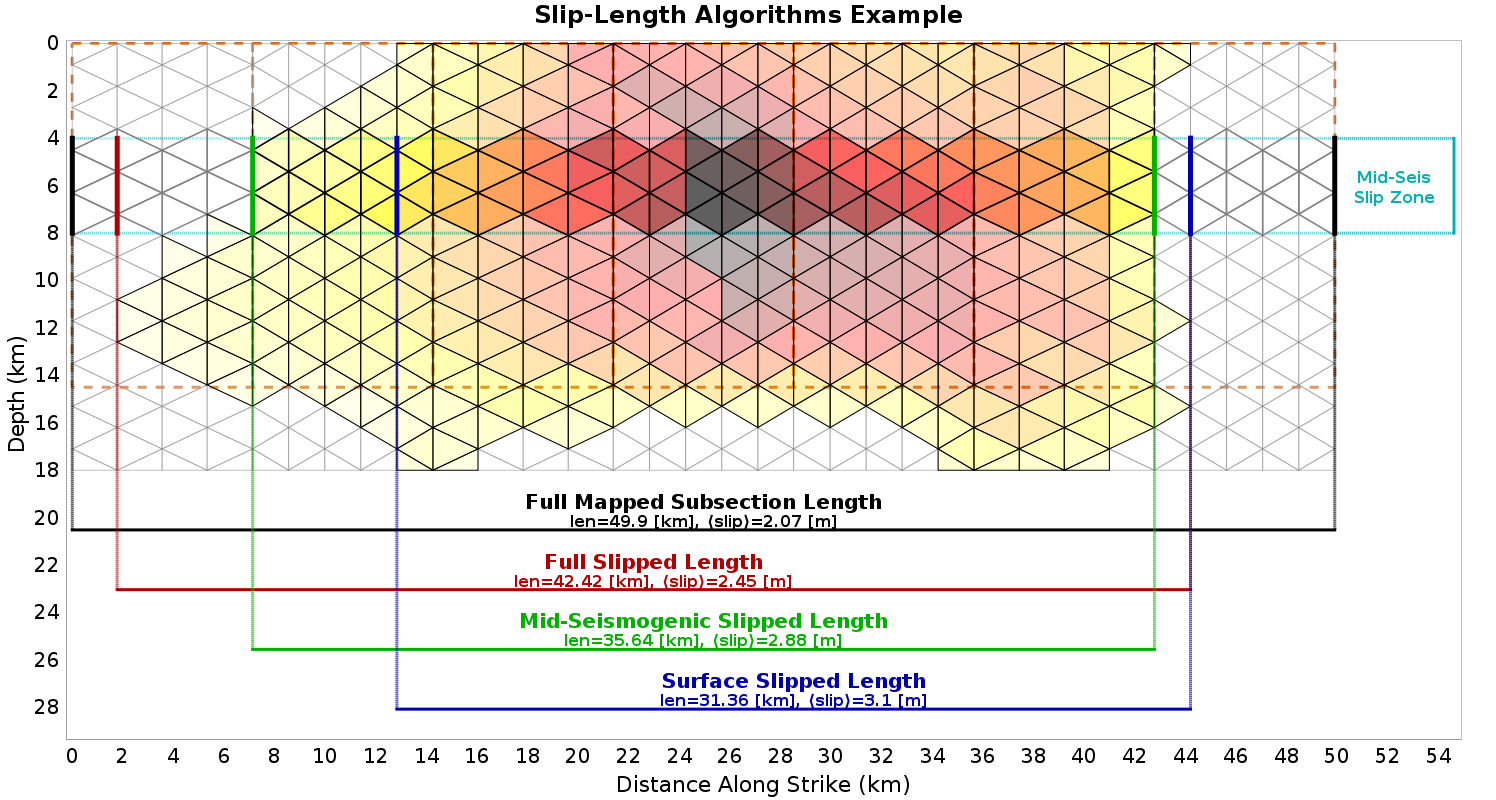 Slip-Length Algorithms Example
0
2
4
6
8
10
12
14
16
18
20
22
24
26
28
Depth (km)
Mid-Seis
Slip Zone
Full Mapped Subsection Length
len=49.9 [km], ⟨slip⟩=2.07 [m]
Full Slipped Length
len=42.42 [km], ⟨slip⟩=2.45 [m]
Mid-Seismogenic Slipped Length
len=35.64 [km], ⟨slip⟩=2.88 [m]
Surface Slipped Length
len=31.36 [km], ⟨slip⟩=3.1 [m]
0 2 4 6 8 10 12 14 16 18 20 22 24 26 28 30 32 34 36 38 40 42 44 46 48 50 52 54
Distance Along Strike (km)